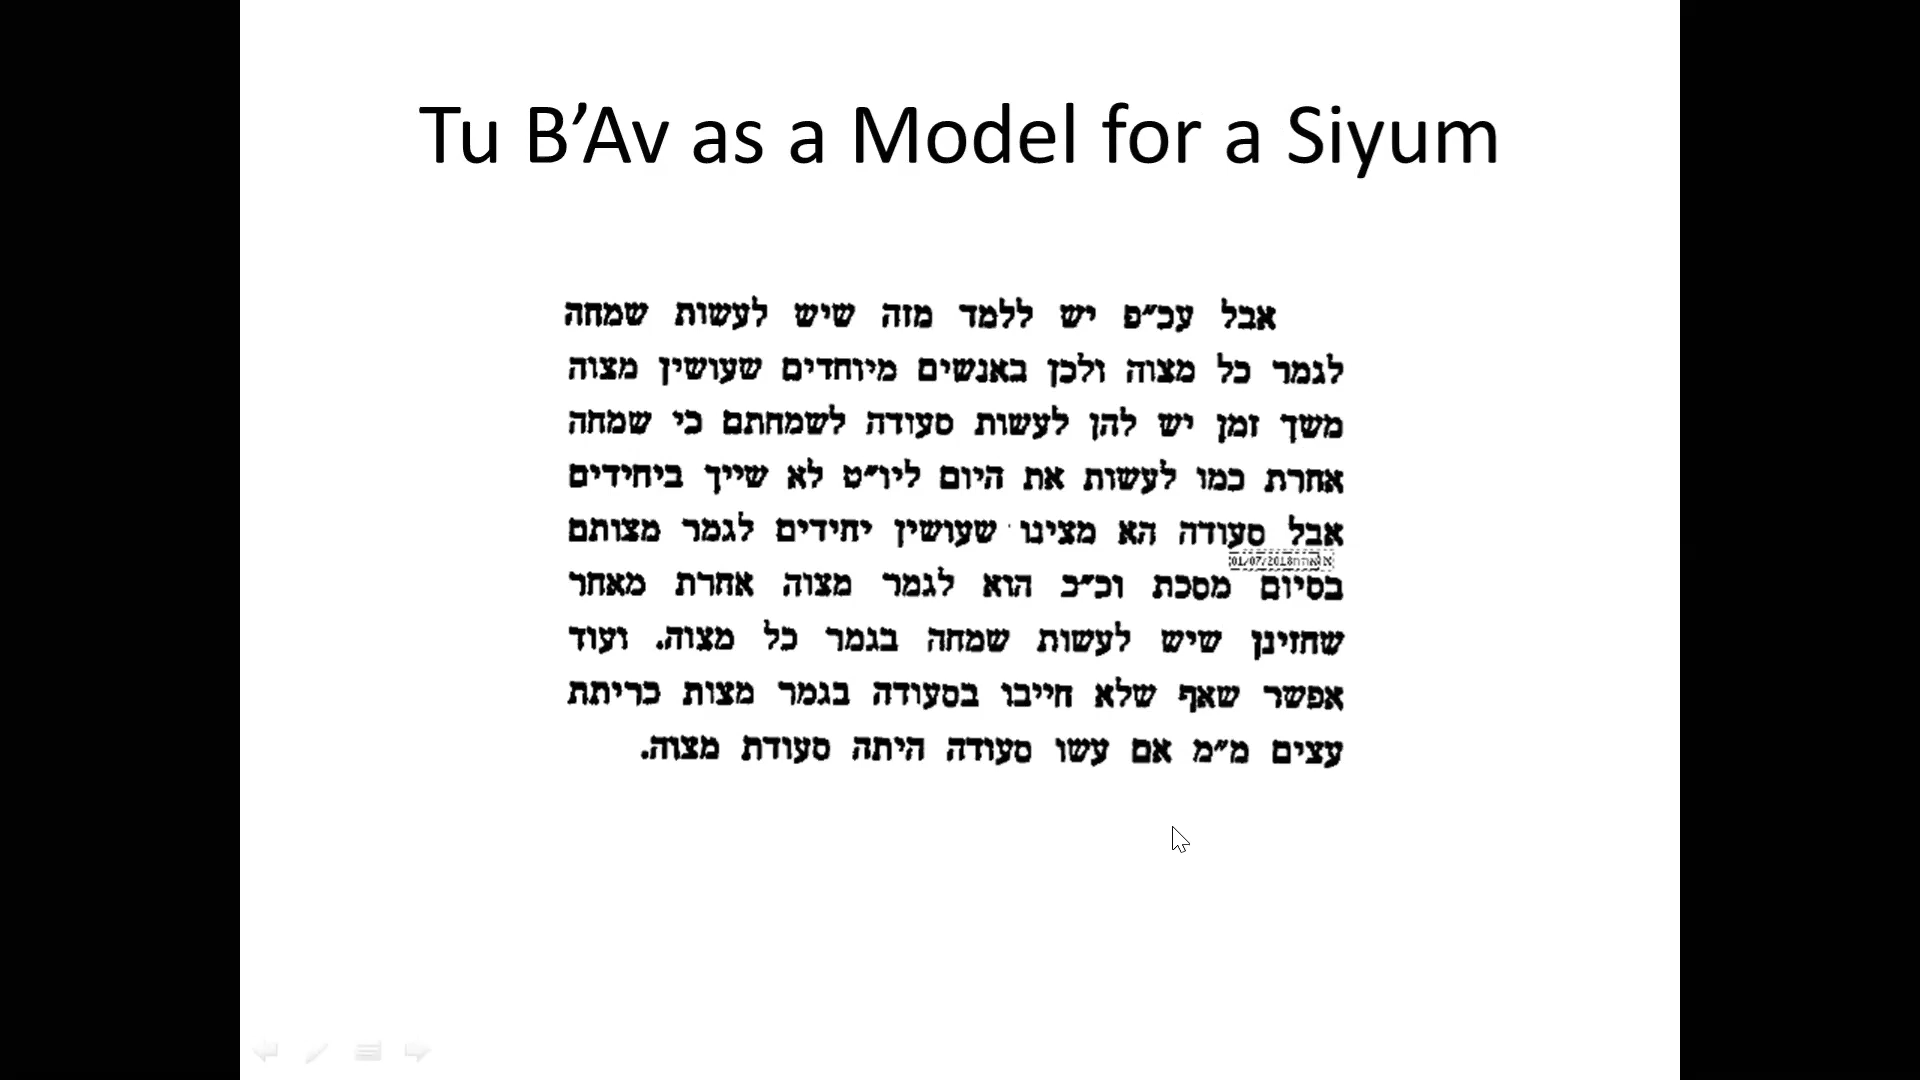 Tu B’Av as a Model for a Siyum
אבל עכ״פ יש ללמד מזה שיש לעשות שמחה
לגמר כל מצוה ולכן באנשים מיוחדים שעושין מצוה
משך זמן יש להן לעשות סעודה לשמחתם כי שמחה
אחרת כמו לעשות את היום ליו״ט לא שייך ביחידים
אבל סעודה הא מצינו שעושין יחידים לגמר מצותם
בסיום מסכת וכ״כ הוא לגמר מצוה אחרת מאחר
שחזינן שיש לעשות שמחה בגמר כל מצוה. ועוד
אפשר שאף שלא חייבו בסעודה בגמר מצות כריתת
עצים מ״מ אם עשו סעודה היתה סעודת מצוה.